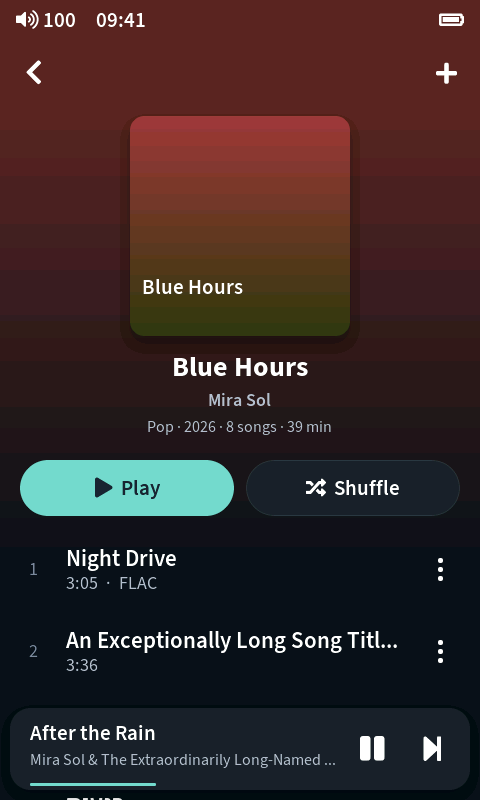 100 09:41
Blue Hours
Blue Hours
Mira Sol
Pop · 2026 · 8 songs · 39 min
Play Shuffle
1 Night Drive
3:05 · FLAC
2 An Exceptionally Long Song Titl...
3:36
After the Rain
Mira Sol & The Extraordinarily Long-Named ...